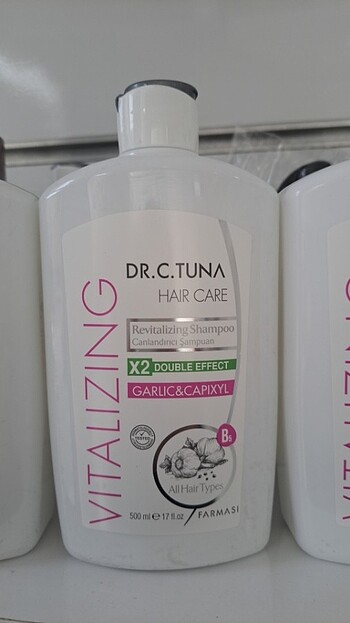 VITALIZING
DR.C.TUNA
HAIR CARE
Revitalizing Shampoo
Canlandırıcı Şampuan
X2 DOUBLE EFFECT
GARLIC&CAPIXYL
TESTED
B5
All Hair Types
500 ml e 17 fl.oz
FARMASi